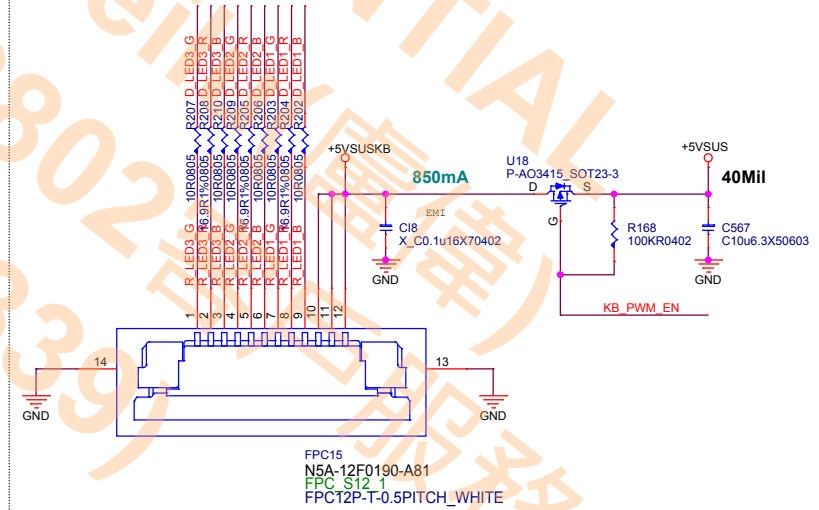 R207 D_LED3_G
R208 D_LED3_R
R210 D_LED3_B
R209 D_LED2_G
R205 D_LED2_R
R206 D_LED2_B
R203 D_LED1_G
R204 D_LED1_R
R202 D_LED1_B
10R0805
16.9R1%0805
10R0805
10R0805
16.9R1%0805
10R0805
10R0805
16.9R1%0805
10R0805
R_LED3_G
R_LED3_R
R_LED3_B
R_LED2_G
R_LED2_R
R_LED2_B
R_LED1_G
R_LED1_R
R_LED1_B
1
2
3
4
5
6
7
8
9
10
11
12
+5VSUSKB
850mA
U18
P-AO3415_SOT23-3
D
S
G
+5VSUS
40Mil
EMI
CI8
X_C0.1u16X70402
GND
R168
100KR0402
C567
C10u6.3X50603
GND
KB_PWM_EN
14
13
GND
GND
FPC15
N5A-12F0190-A81
FPC_S12_1
FPC12P-T-0.5PITCH_WHITE